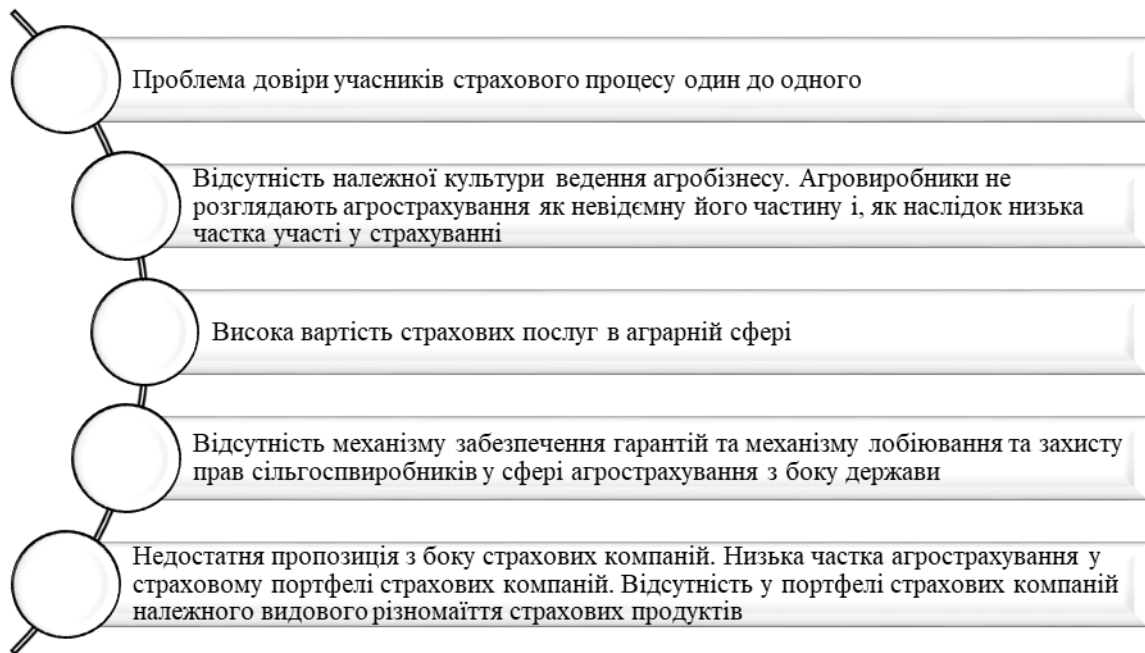 Проблема довіри учасників страхового процесу один до одного
Відсутність належної культури ведення агробізнесу. Агровиробники не
розглядають агрострахування як невідємну його частину і, як наслідок низька
частка участі у страхуванні
Висока вартість страхових послуг в аграрній сфері
Відсутність механізму забезпечення гарантій та механізму лобіювання та захисту
прав сільгоспвиробників у сфері агрострахування з боку держави
Недостатня пропозиція з боку страхових компаній. Низька частка агрострахування у
страховому портфелі страхових компаній. Відсутність у портфелі страхових компаній
належного видового різномаїття страхових продуктів